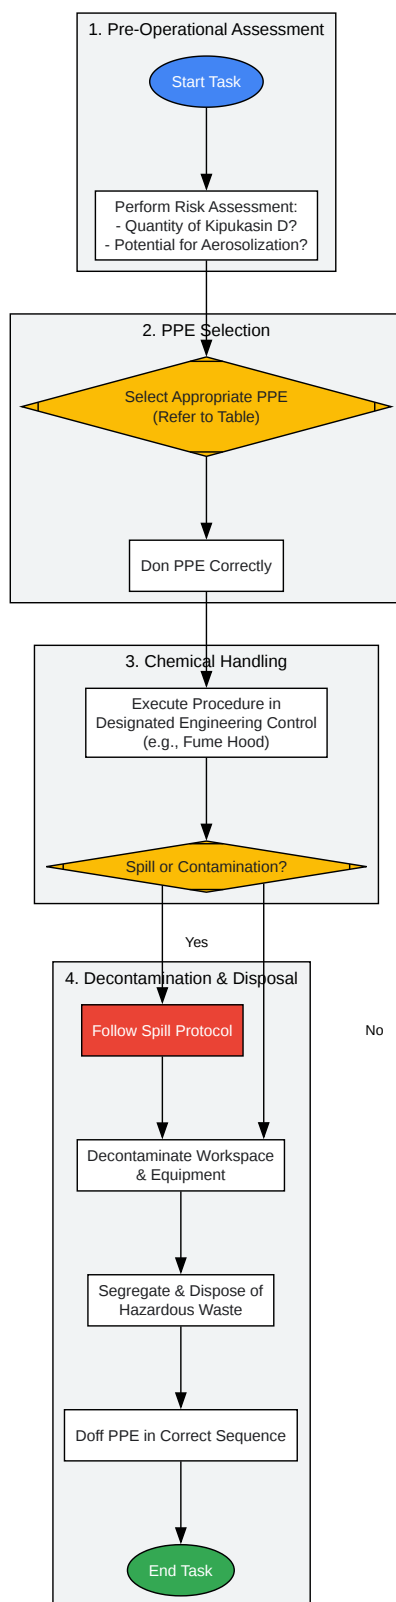 1. Pre-Operational Assessment
Start Task
Perform Risk Assessment:
- Quantity of Kipukasin D?
- Potential for Aerosolization?
2. PPE Selection
Select Appropriate PPE
(Refer to Table)
Don PPE Correctly
3. Chemical Handling
Execute Procedure in
Designated Engineering Control
(e.g., Fume Hood)
Spill or Contamination?
Yes
4. Decontamination & Disposal
Follow Spill Protocol
No
Decontaminate Workspace
& Equipment
Segregate & Dispose of
Hazardous Waste
Doff PPE in Correct Sequence
End Task